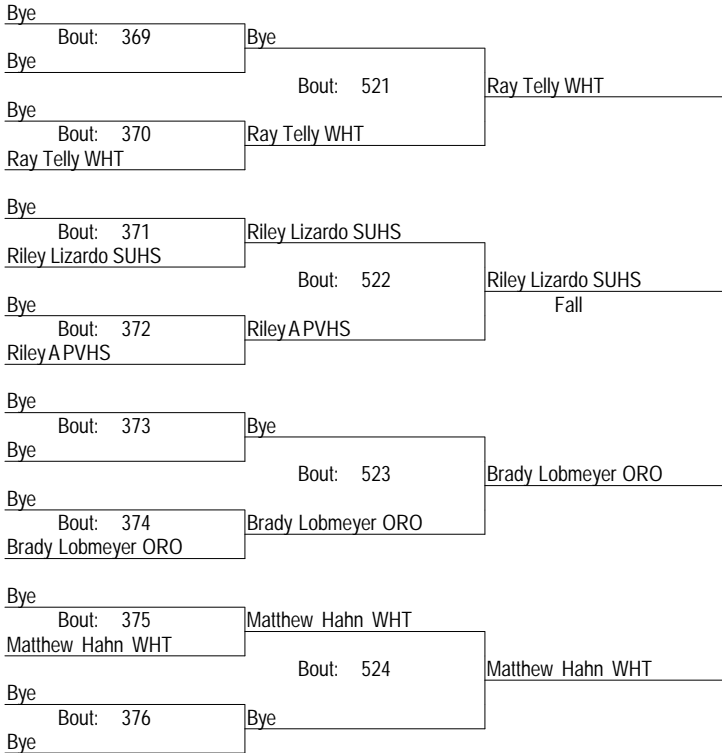 Bye
Bout: 369
Bye
Bye
Bout: 521
Ray Telly WHT
Bye
Bout: 370
Ray Telly WHT
Ray Telly WHT
Bye
Bout: 371
Riley Lizardo SUHS
Riley Lizardo SUHS
Bout: 522
Riley Lizardo SUHS
Fall
Bye
Bout: 372
Riley A PVHS
Riley A PVHS
Bye
Bout: 373
Bye
Bye
Bout: 523
Brady Lobmeyer ORO
Bye
Bout: 374
Brady Lobmeyer ORO
Brady Lobmeyer ORO
Bye
Bout: 375
Matthew Hahn WHT
Matthew Hahn WHT
Bout: 524
Matthew Hahn WHT
Bye
Bout: 376
Bye
Bye